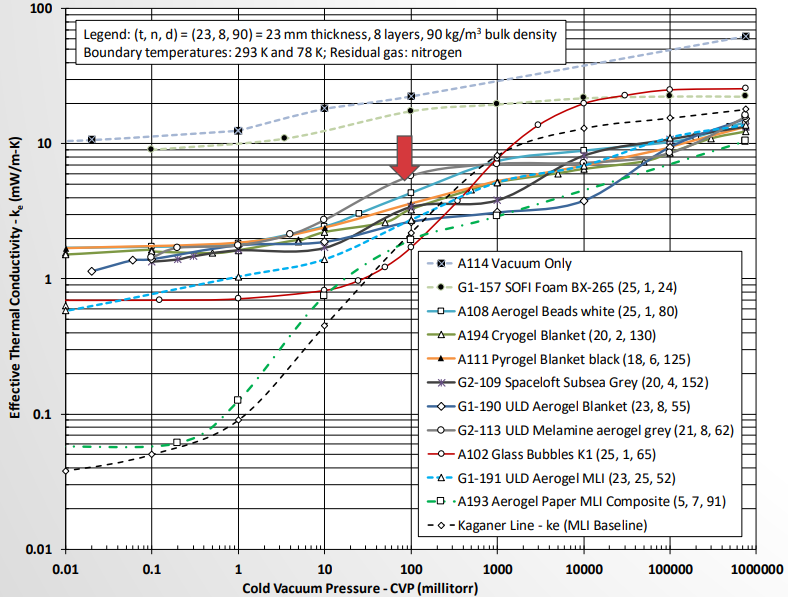 Legend: (t, n, d) = (23, 8, 90) = 23 mm thickness, 8 layers, 90 kg/m³ bulk density
Boundary temperatures: 293 K and 78 K; Residual gas: nitrogen
Effective Thermal Conductivity - kₑ (mW/m-K)
100
10
1
0.1
0.01
A114 Vacuum Only
G1-157 SOFI Foam BX-265 (25, 1, 24)
A108 Aerogel Beads white (25, 1, 80)
A194 Cryogel Blanket (20, 2, 130)
A111 Pyrogel Blanket black (18, 6, 125)
G2-109 Spaceloft Subsea Grey (20, 4, 152)
G1-190 ULD Aerogel Blanket (23, 8, 55)
G2-113 ULD Melamine aerogel grey (21, 8, 62)
A102 Glass Bubbles K1 (25, 1, 65)
G1-191 ULD Aerogel MLI (23, 25, 52)
A193 Aerogel Paper MLI Composite (5, 7, 91)
Kaganer Line - ke (MLI Baseline)
0.01 0.1 1 10 100 1000 10000 100000 1000000
Cold Vacuum Pressure - CVP (millitorr)